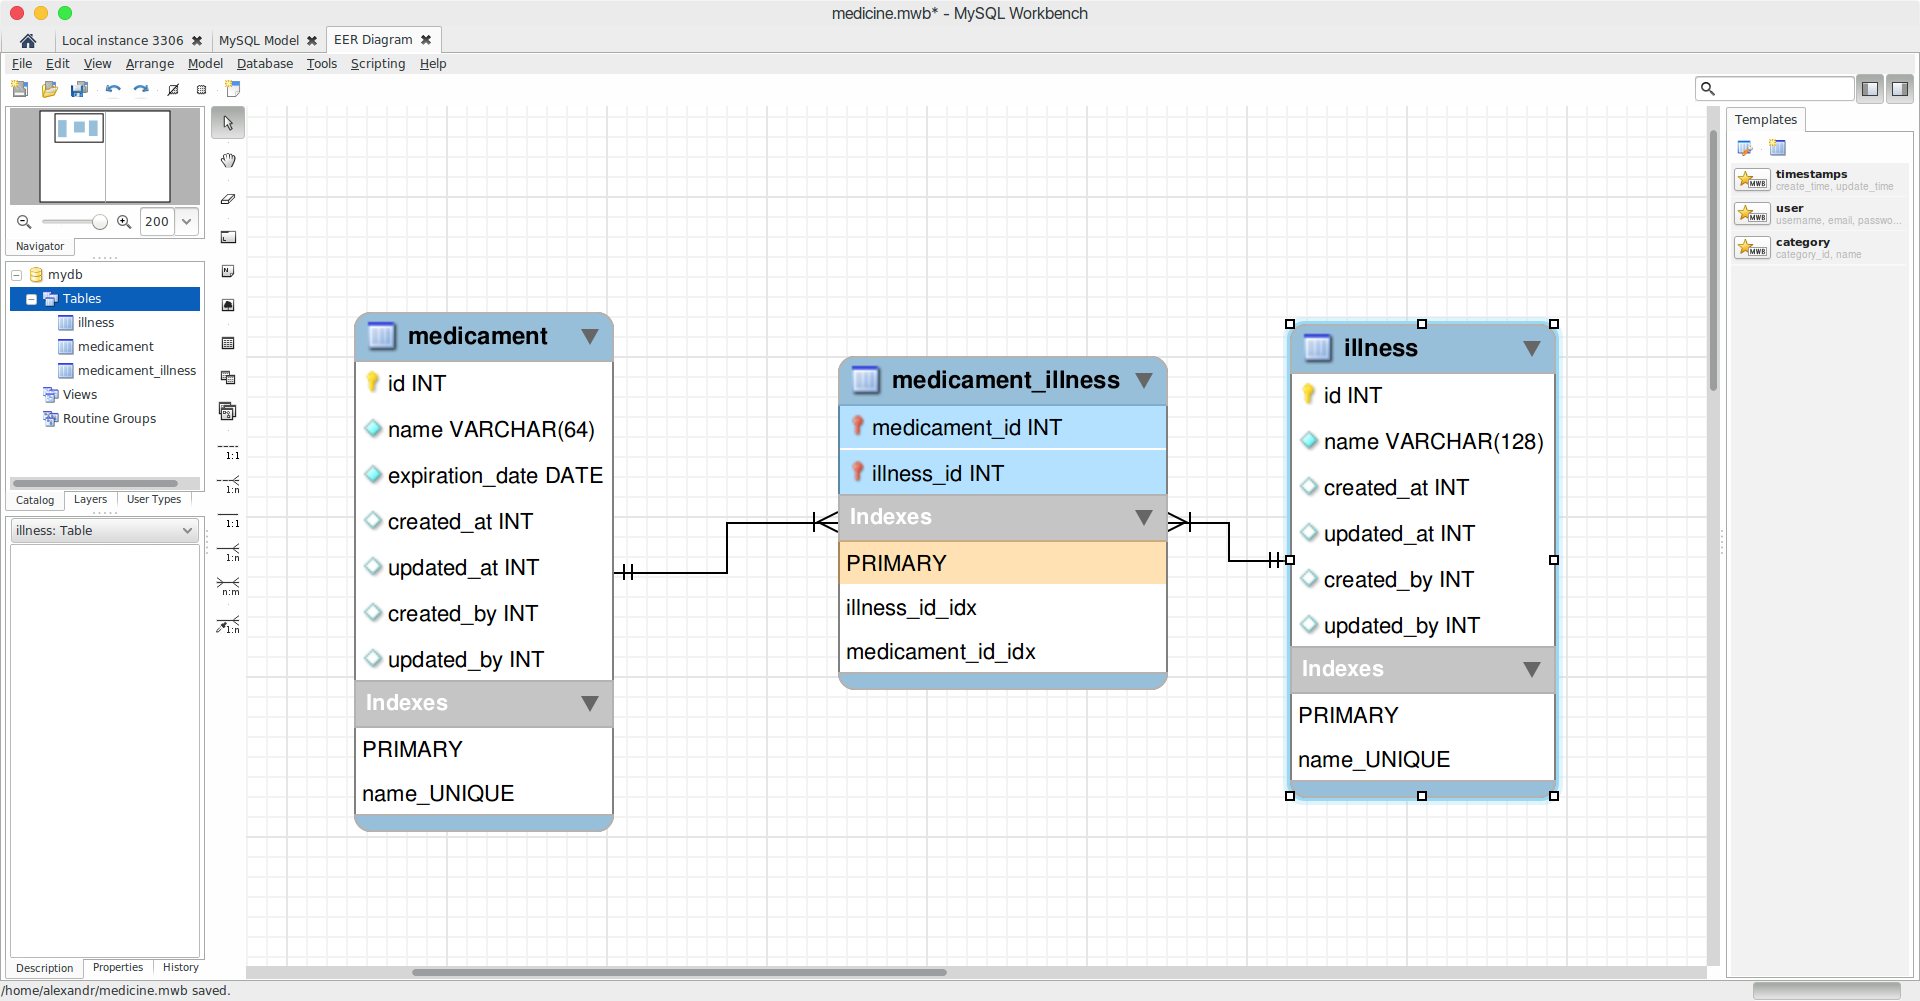 medicine.mwb* - MySQL Workbench
Local instance 3306
MySQL Model
EER Diagram
File Edit View Arrange Model Database Tools Scripting Help
200
Navigator
mydb
Tables
illness
medicament
medicament_illness
Views
Routine Groups
Catalog Layers User Types
illness: Table
Description Properties History
/home/alexandr/medicine.mwb saved.
1:1
1:n
1:1
1:n
n:m
1:n
medicament
id INT
name VARCHAR(64)
expiration_date DATE
created_at INT
updated_at INT
created_by INT
updated_by INT
Indexes
PRIMARY
name_UNIQUE
medicament_illness
medicament_id INT
illness_id INT
Indexes
PRIMARY
illness_id_idx
medicament_id_idx
illness
id INT
name VARCHAR(128)
created_at INT
updated_at INT
created_by INT
updated_by INT
Indexes
PRIMARY
name_UNIQUE
Templates
MWB
timestamps
create_time, update_time
MWB
user
username, email, passwo...
MWB
category
category_id, name